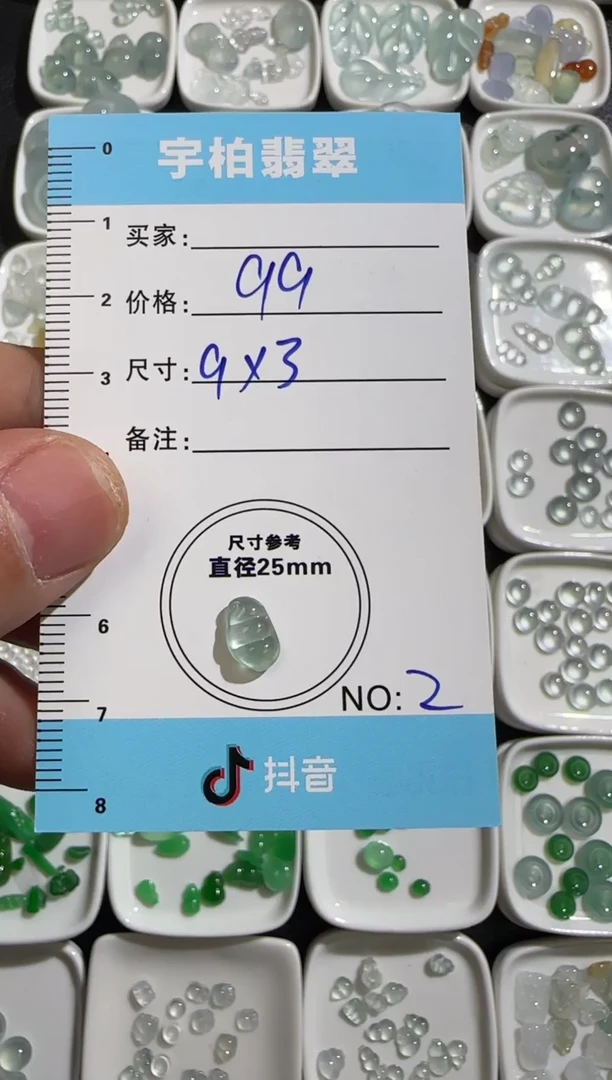 宇柏翡翠
0
1
买家:
2
价格: 99
3
尺寸: 9x3
备注:
尺寸参考
直径25mm
6
NO: 2
7
抖音
8